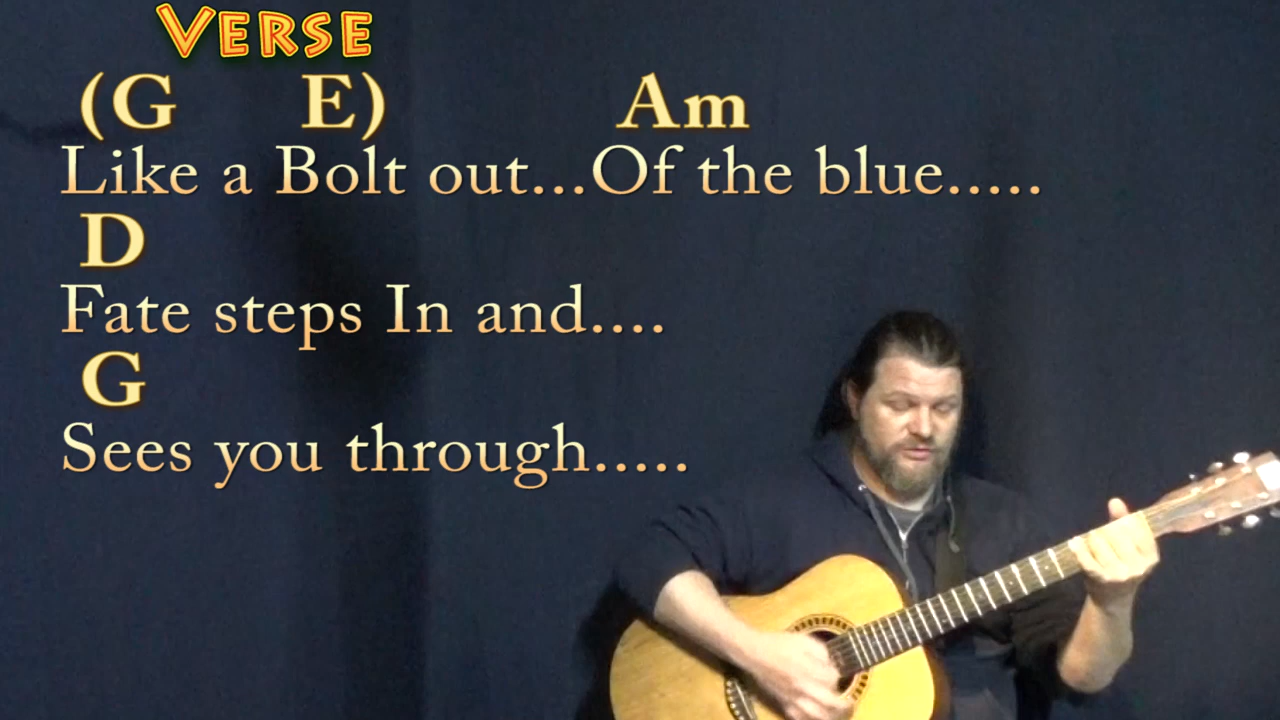 VERSE
(G E) Am
Like a Bolt out...Of the blue.....
D
Fate steps In and....
G
Sees you through.....